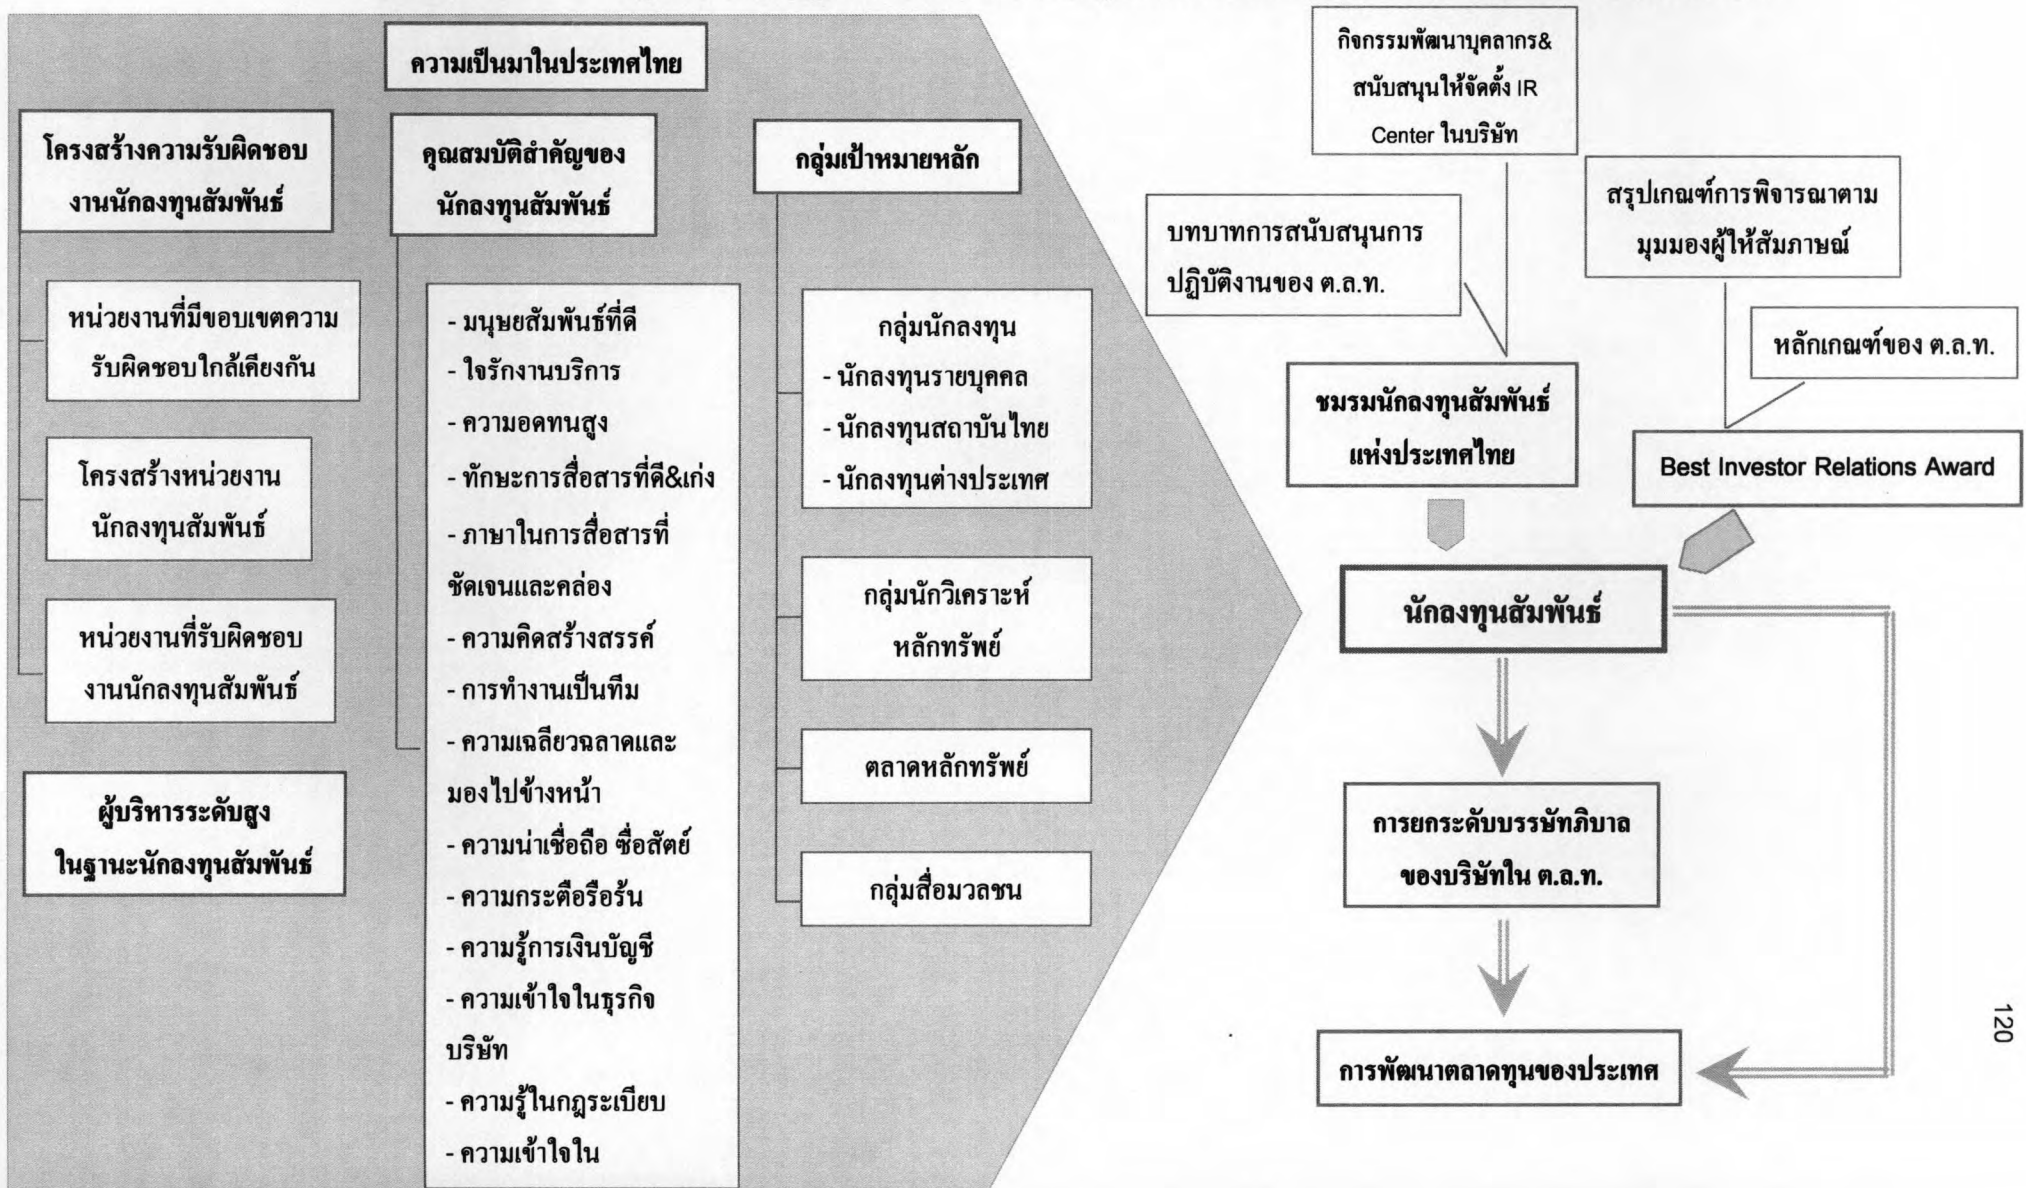 ความเป็นมาในประเทศไทย
โครงสร้างความรับผิดชอบ
งานนักลงทุนสัมพันธ์
หน่วยงานที่มีขอบเขตความ
รับผิดชอบใกล้เคียงกัน
โครงสร้างหน่วยงาน
นักลงทุนสัมพันธ์
หน่วยงานที่รับผิดชอบ
งานนักลงทุนสัมพันธ์
ผู้บริหารระดับสูง
ในฐานะนักลงทุนสัมพันธ์
คุณสมบัติสำคัญของ
นักลงทุนสัมพันธ์
- มนุษยสัมพันธ์ที่ดี
- ใจรักงานบริการ
- ความอดทนสูง
- ทักษะการสื่อสารที่ดี&เก่ง
- ภาษาในการสื่อสารที่
ชัดเจนและคล่อง
- ความคิดสร้างสรรค์
- การทำงานเป็นทีม
- ความเฉลียวฉลาดและ
มองไปข้างหน้า
- ความน่าเชื่อถือ ซื่อสัตย์
- ความกระตือรือร้น
- ความรู้การเงินบัญชี
- ความเข้าใจในธุรกิจ
บริษัท
- ความรู้ในกฎระเบียบ
- ความเข้าใจใน
กลุ่มเป้าหมายหลัก
กลุ่มนักลงทุน
- นักลงทุนรายบุคคล
- นักลงทุนสถาบันไทย
- นักลงทุนต่างประเทศ
กลุ่มนักวิเคราะห์
หลักทรัพย์
ตลาดหลักทรัพย์
กลุ่มสื่อมวลชน
กิจกรรมพัฒนาบุคลากร&
สนับสนุนให้จัดตั้ง IR
Center ในบริษัท
บทบาทการสนับสนุนการ
ปฏิบัติงานของ ต.ล.ท.
ชมรมนักลงทุนสัมพันธ์
แห่งประเทศไทย
สรุปเกณฑ์การพิจารณาตาม
มุมมองผู้ให้สัมภาษณ์
หลักเกณฑ์ของ ต.ล.ท.
Best Investor Relations Award
นักลงทุนสัมพันธ์
การยกระดับบรรษัทภิบาล
ของบริษัทใน ต.ล.ท.
การพัฒนาตลาดทุนของประเทศ
120